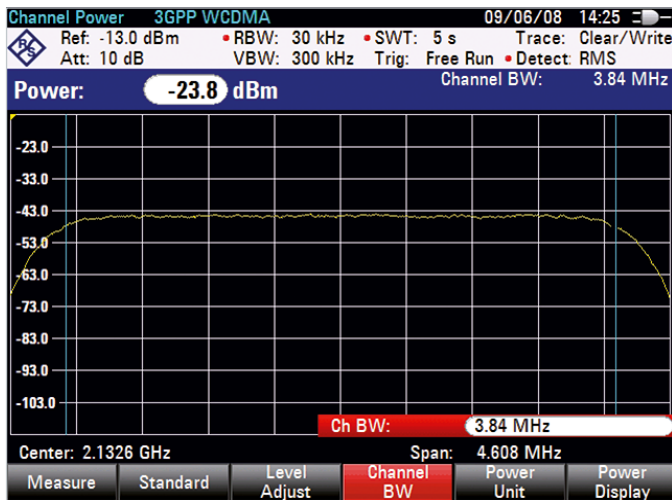 Channel Power 3GPP WCDMA 09/06/08 14:25
R&S Ref: -13.0 dBm • RBW: 30 kHz • SWT: 5 s Trace: Clear/Write
Att: 10 dB VBW: 300 kHz Trig: Free Run • Detect: RMS
Power: -23.8 dBm Channel BW: 3.84 MHz
-23.0
-33.0
-43.0
-53.0
-63.0
-73.0
-83.0
-93.0
-103.0
Ch BW: 3.84 MHz
Center: 2.1326 GHz Span: 4.608 MHz
Measure Standard Level Adjust Channel BW Power Unit Power Display